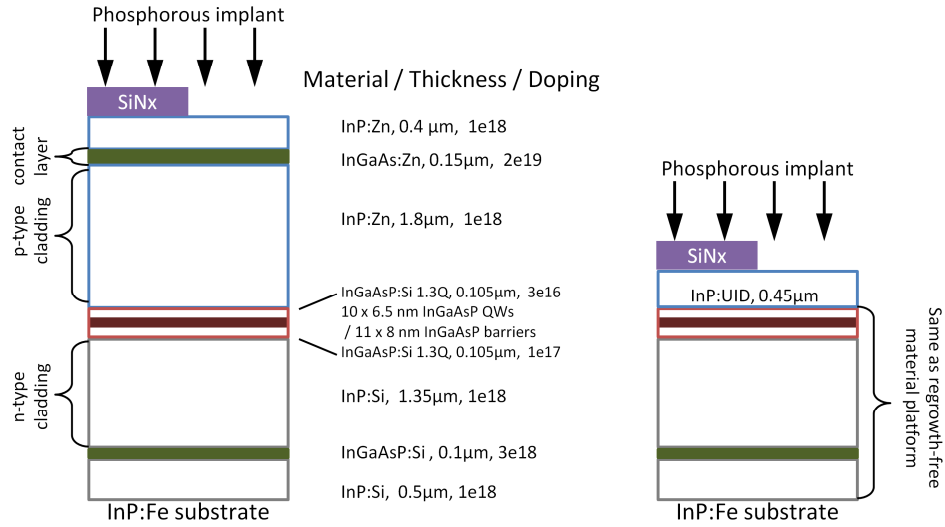 Phosphorous implant
Material / Thickness / Doping
SiNx
InP:Zn, 0.4 μm, 1e18
contact
layer
InGaAs:Zn, 0.15μm, 2e19
p-type
cladding
InP:Zn, 1.8μm, 1e18
InGaAsP:Si 1.3Q, 0.105μm, 3e16
10 x 6.5 nm InGaAsP QWs
/ 11 x 8 nm InGaAsP barriers
InGaAsP:Si 1.3Q, 0.105μm, 1e17
n-type
cladding
InP:Si, 1.35μm, 1e18
InGaAsP:Si , 0.1μm, 3e18
InP:Si, 0.5μm, 1e18
InP:Fe substrate
Phosphorous implant
SiNx
InP:UID, 0.45μm
Same as regrowth-free
material platform
InP:Fe substrate